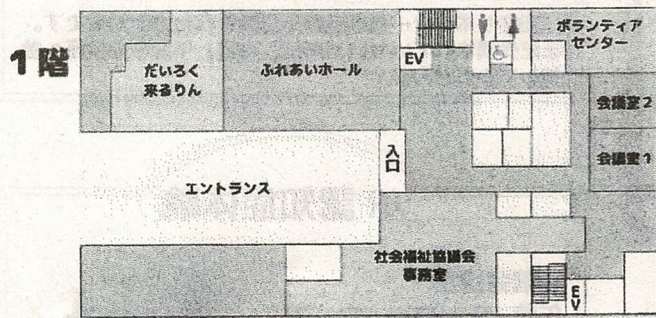 1階
だいろく
来るりん
ふれあいホール
EV
ボランティア
センター
会議室2
会議室1
入口
エントランス
社会福祉協議会
事務室
EV